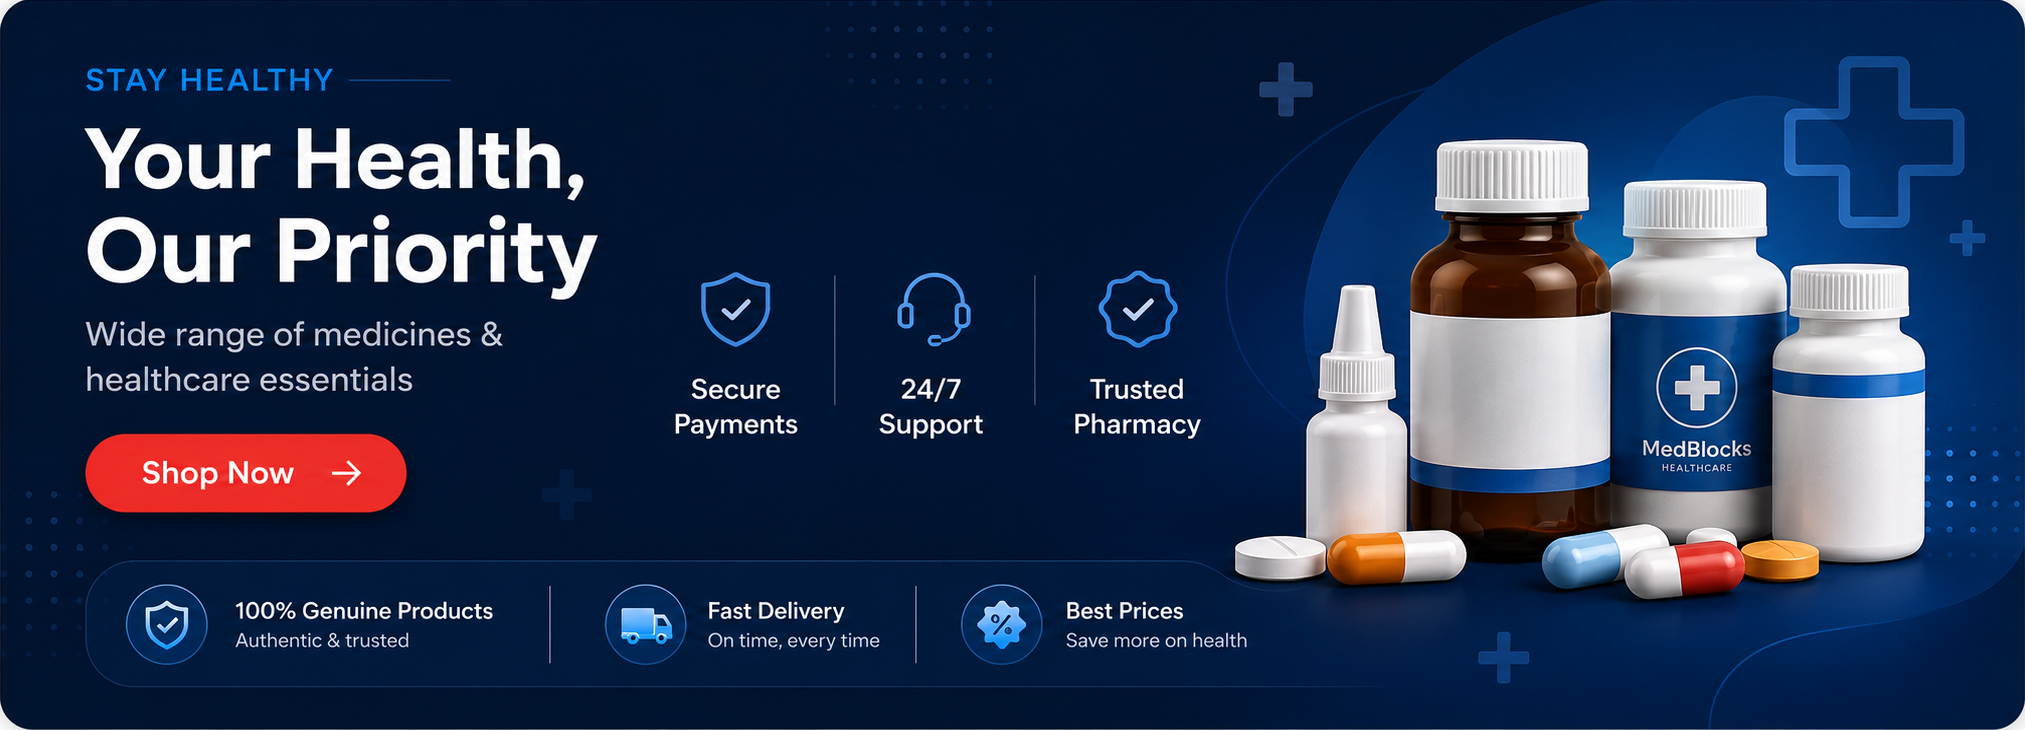 STAY HEALTHY
Your Health,
Our Priority
Wide range of medicines &
healthcare essentials
Shop Now
Secure
Payments
24/7
Support
Trusted
Pharmacy
MedBlocks
HEALTHCARE
100% Genuine Products
Authentic & trusted
Fast Delivery
On time, every time
%
Best Prices
Save more on health